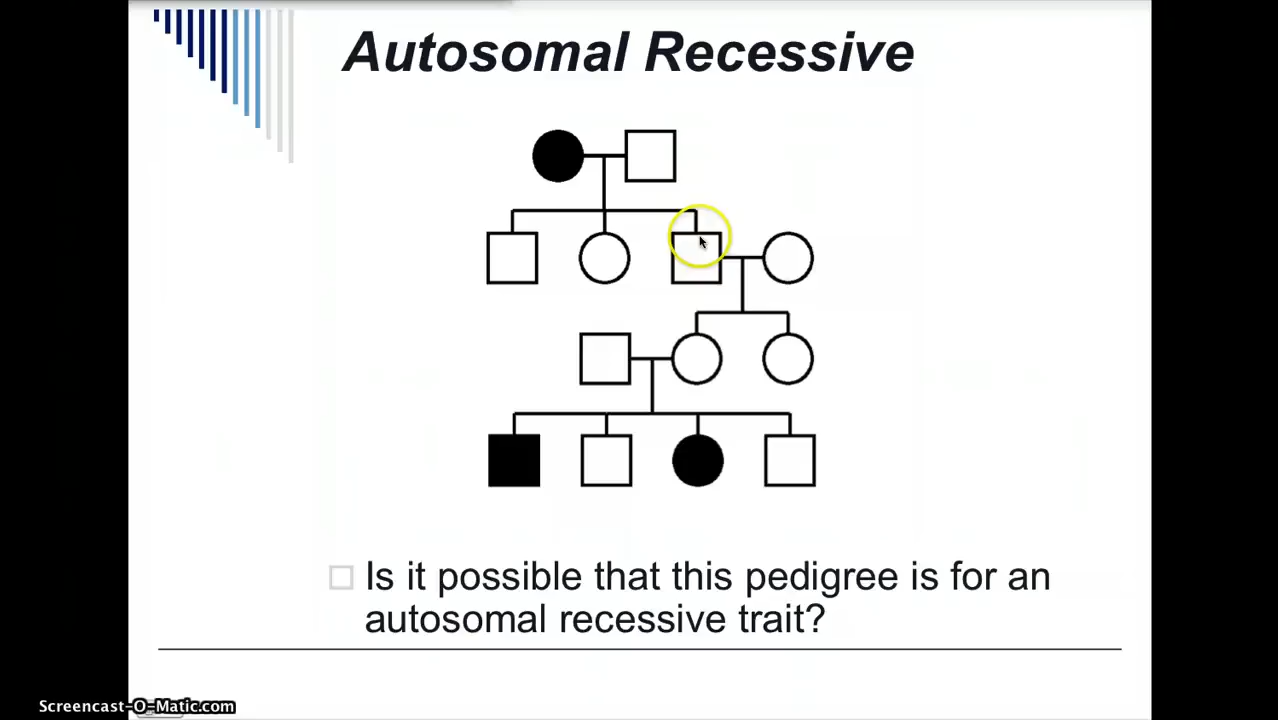 Autosomal Recessive
Is it possible that this pedigree is for an
autosomal recessive trait?
Screencast-O-Matic.com